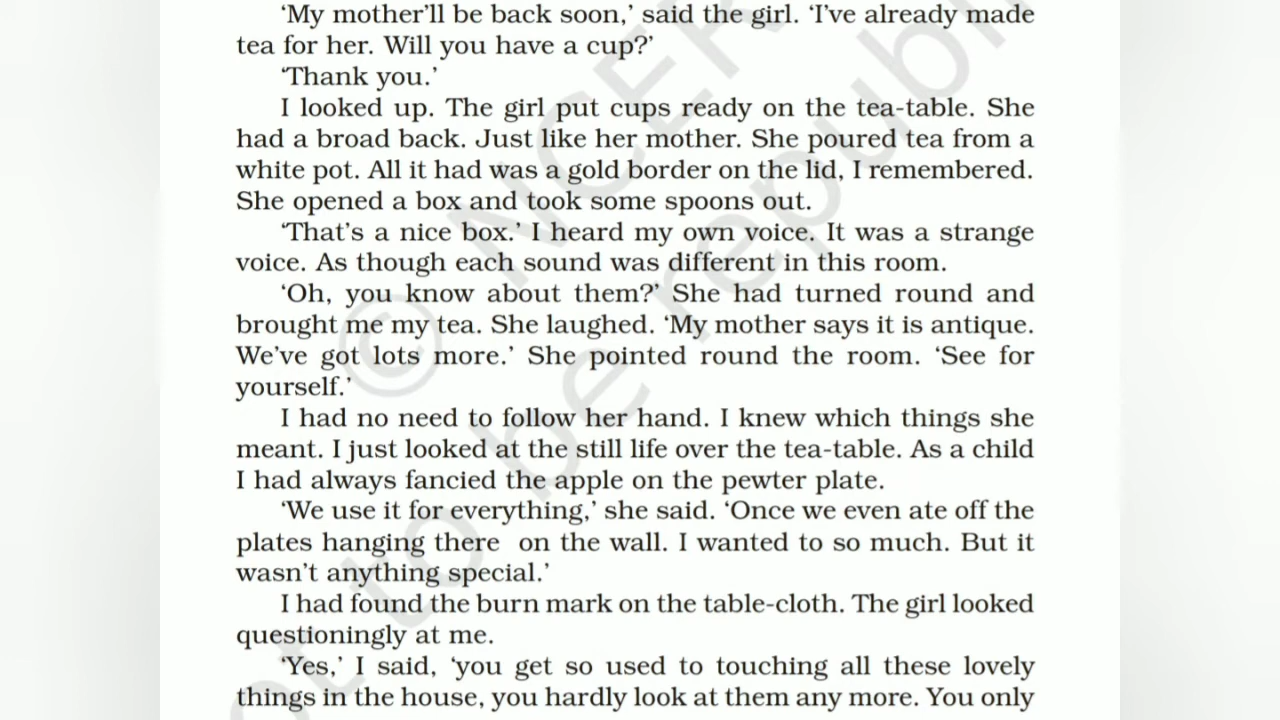 ‘My mother’ll be back soon,’ said the girl. ‘I’ve already made
tea for her. Will you have a cup?’
‘Thank you.’
I looked up. The girl put cups ready on the tea-table. She
had a broad back. Just like her mother. She poured tea from a
white pot. All it had was a gold border on the lid, I remembered.
She opened a box and took some spoons out.
‘That’s a nice box.’ I heard my own voice. It was a strange
voice. As though each sound was different in this room.
‘Oh, you know about them?’ She had turned round and
brought me my tea. She laughed. ‘My mother says it is antique.
We’ve got lots more.’ She pointed round the room. ‘See for
yourself.’
I had no need to follow her hand. I knew which things she
meant. I just looked at the still life over the tea-table. As a child
I had always fancied the apple on the pewter plate.
‘We use it for everything,’ she said. ‘Once we even ate off the
plates hanging there on the wall. I wanted to so much. But it
wasn’t anything special.’
I had found the burn mark on the table-cloth. The girl looked
questioningly at me.
‘Yes,’ I said, ‘you get so used to touching all these lovely
things in the house, you hardly look at them any more. You only
© NCER
not to be republi